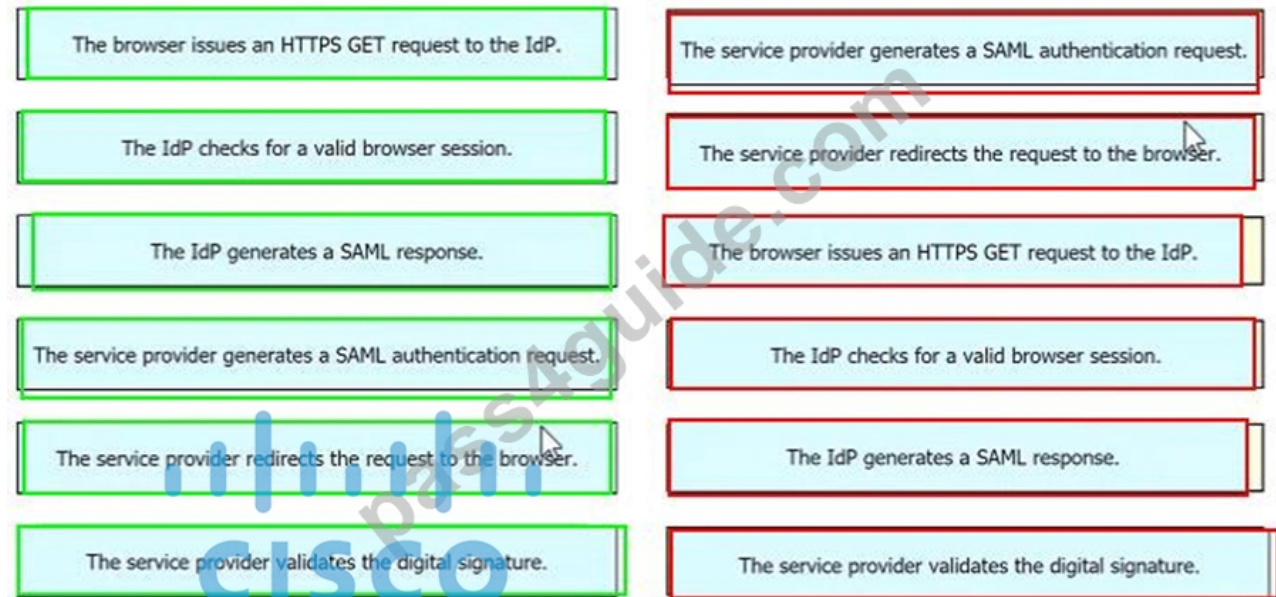 The browser issues an HTTPS GET request to the IdP.
The IdP checks for a valid browser session.
The IdP generates a SAML response.
The service provider generates a SAML authentication request.
The service provider redirects the request to the browser.
The service provider validates the digital signature.
The service provider generates a SAML authentication request.
The service provider redirects the request to the browser.
The browser issues an HTTPS GET request to the IdP.
The IdP checks for a valid browser session.
The IdP generates a SAML response.
The service provider validates the digital signature.
pass4guide.com
CISCO